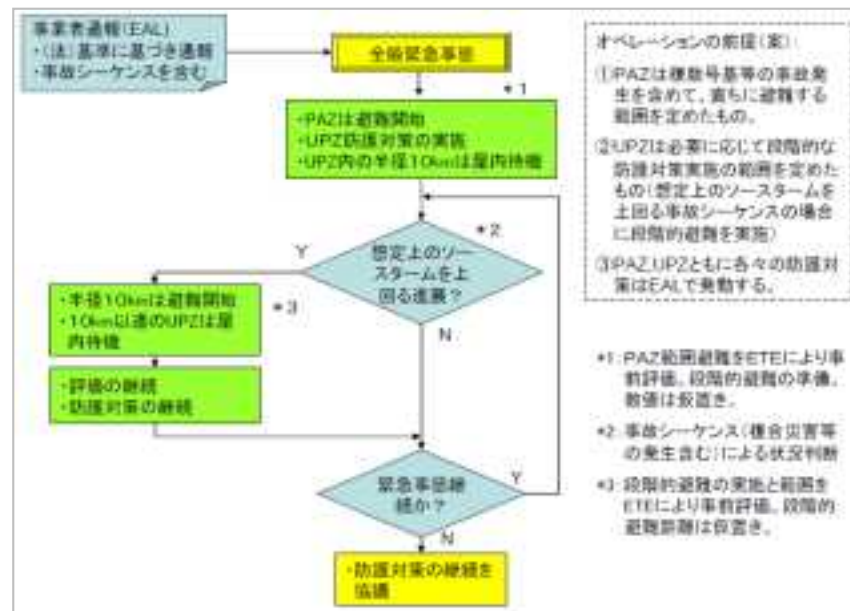 事業者通報(EAL)
・(法)基準に基づき通報
・事故シーケンスを含む
全般緊急事態
*1
・PAZは避難開始
・UPZ防護対策の実施
・UPZ内の半径10kmは屋内待機
*2
想定上のソー
スタームを上
回る進展?
Y
N
・半径10kmは避難開始
・10km以遠のUPZは屋
内待機
*3
・評価の継続
・防護対策の継続
緊急事態継
続か?
Y
N
・防護対策の継続を
協議
オペレーションの前提(案):
①PAZは複数号基等の事故発
生を含めて、直ちに避難する
範囲を定めたもの。
②UPZは必要に応じて段階的な
防護対策実施の範囲を定めた
もの(想定上のソースタームを
上回る事故シーケンスの場合
に段階的避難を実施)
③PAZ,UPZともに各々の防護対
策はEALで発動する。
*1:PAZ範囲避難をETEにより事
前評価。段階的避難の準備。
数値は仮置き。
*2:事故シーケンス(複合災害等
の発生含む)による状況判断
*3:段階的避難の実施と範囲を
ETEにより事前評価。段階的
避難距離は仮置き。